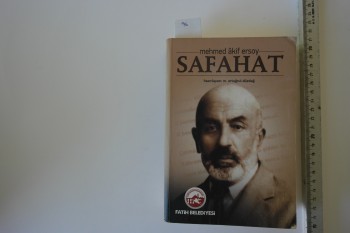 mehmed âkif ersoy
SAFAHAT
FATİH BELEDİYESİ